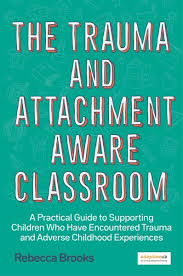 THE TRAUMA
AND
ATTACHMENT
AWARE
CLASSROOM
A Practical Guide to Supporting
Children Who Have Encountered Trauma
and Adverse Childhood Experiences
Rebecca Brooks